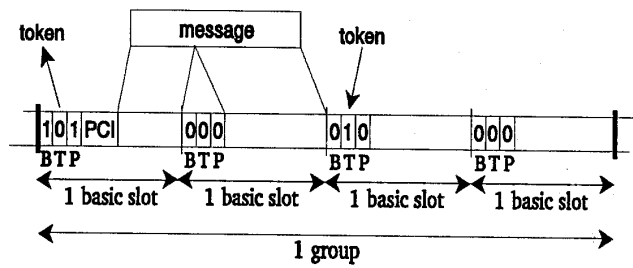 message
token
token
1 0 1 PCI 0 0 0 0 1 0 0 0 0
B T P B T P B T P B T P
1 basic slot 1 basic slot 1 basic slot 1 basic slot
1 group